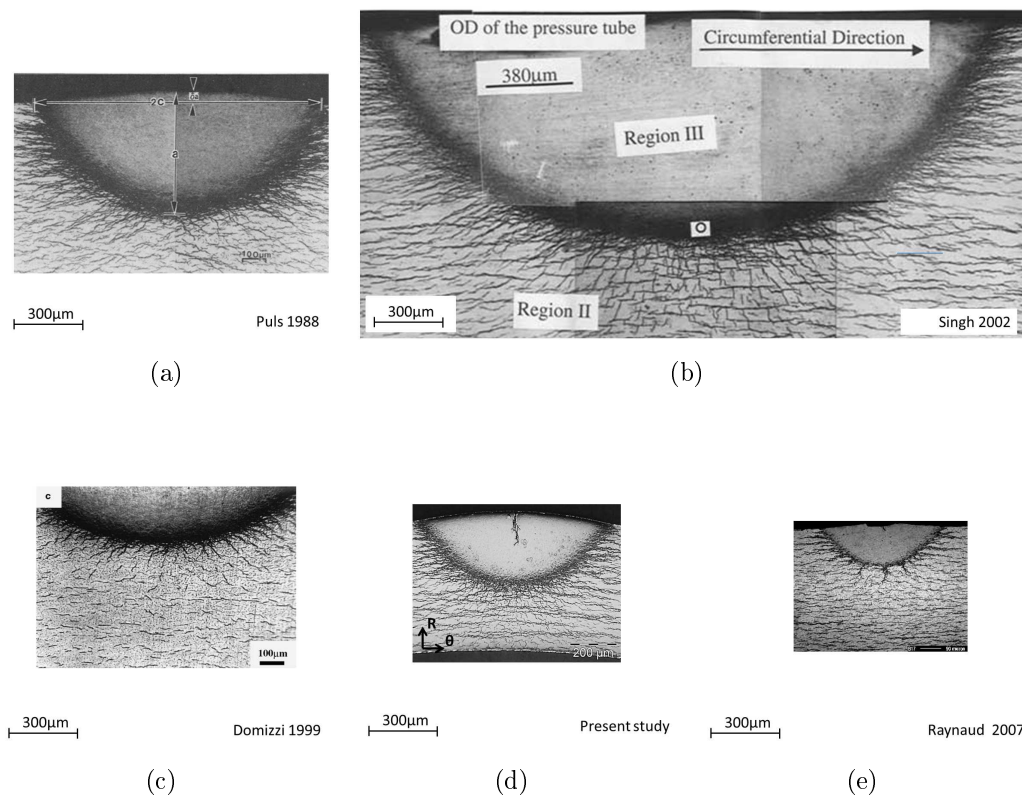 OD of the pressure tube
Circumferential Direction
380μm
2c
a
Region III
100μm
O
300μm
Puls 1988
Region II
300μm
Singh 2002
(a)
(b)
c
100μm
R
θ
200 μm
300μm
Domizzi 1999
300μm
Present study
300μm
Raynaud 2007
(c)
(d)
(e)